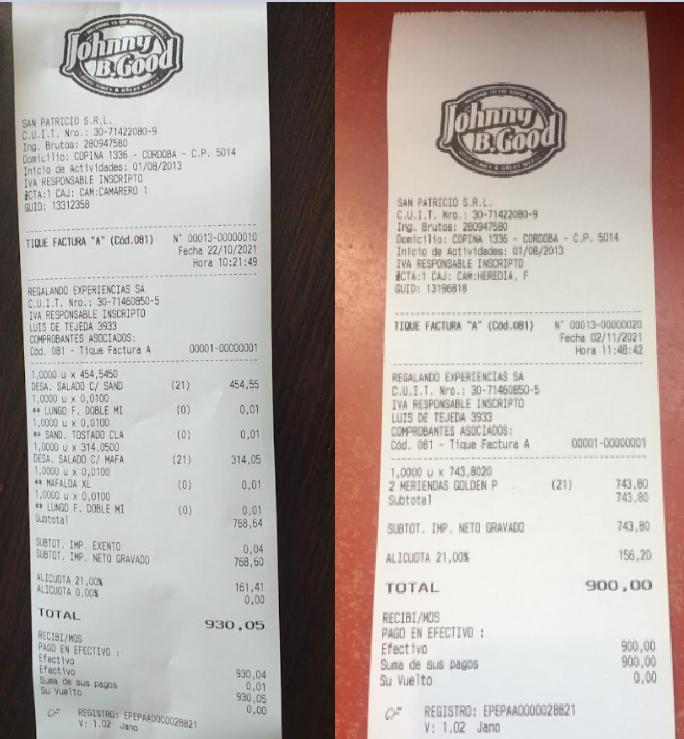 WELCOME TO THE HOUSE OF
Johnny
B.Good
GOOD TIMES & GREAT MEALS
SAN PATRICIO S.R.L.
C.U.I.T. Nro.: 30-71422080-9
Ing. Brutos: 280947580
Domicilio: COPINA 1336 - CORDOBA - C.P. 5014
Inicio de Actividades: 01/08/2013
IVA RESPONSABLE INSCRIPTO
#CTA:1 CAJ: CAM:CAMARERO 1
GUID: 13312358
TIQUE FACTURA "A" (Cód.081) N° 00013-00000010
Fecha 22/10/2021
Hora 10:21:49
REGALANDO EXPERIENCIAS SA
C.U.I.T. Nro.: 30-71460850-5
IVA RESPONSABLE INSCRIPTO
LUIS DE TEJEDA 3933
COMPROBANTES ASOCIADOS:
Cód. 081 - Tique Factura A 00001-00000001
1,0000 u x 454,5450
DESA. SALADO C/ SAND (21) 454,55
1,0000 u x 0,0100
** LUNGO F. DOBLE MI (0) 0,01
1,0000 u x 0,0100
** SAND. TOSTADO CLA (0) 0,01
1,0000 u x 314,0500
DESA. SALADO C/ MAFA (21) 314,05
1,0000 u x 0,0100
** MAFALDA XL (0) 0,01
1,0000 u x 0,0100
** LUNGO F. DOBLE MI (0) 0,01
Subtotal 768,64
SUBTOT. IMP. EXENTO 0,04
SUBTOT. IMP. NETO GRAVADO 768,60
ALICUOTA 21,00% 161,41
ALICUOTA 0,00% 0,00
TOTAL 930,05
RECIBI/MOS
PAGO EN EFECTIVO :
Efectivo 930,04
Efectivo 0,01
Suma de sus pagos 930,05
Su Vuelto 0,00
CF REGISTRO: EPEPAA0000028821
V: 1.02 Jano
Johnny
B.Good
SAN PATRICIO S.R.L.
C.U.I.T. Nro.: 30-71422080-9
Ing. Brutos: 280947580
Domicilio: COPINA 1336 - CORDOBA - C.P. 5014
Inicio de Actividades: 01/08/2013
IVA RESPONSABLE INSCRIPTO
#CTA:1 CAJ: CAM:HEREDIA, F
GUID: 13196818
TIQUE FACTURA "A" (Cód.081) N° 00013-00000020
Fecha 02/11/2021
Hora 11:48:42
REGALANDO EXPERIENCIAS SA
C.U.I.T. Nro.: 30-71460850-5
IVA RESPONSABLE INSCRIPTO
LUIS DE TEJEDA 3933
COMPROBANTES ASOCIADOS:
Cód. 081 - Tique Factura A 00001-00000001
1,0000 u x 743,8020
2 MERIENDAS GOLDEN P (21) 743,80
Subtotal 743,80
SUBTOT. IMP. NETO GRAVADO 743,80
ALICUOTA 21,00% 156,20
TOTAL 900,00
RECIBI/MOS
PAGO EN EFECTIVO :
Efectivo 900,00
Suma de sus pagos 900,00
Su Vuelto 0,00
CF REGISTRO: EPEPAA0000028821
V: 1.02 Jano